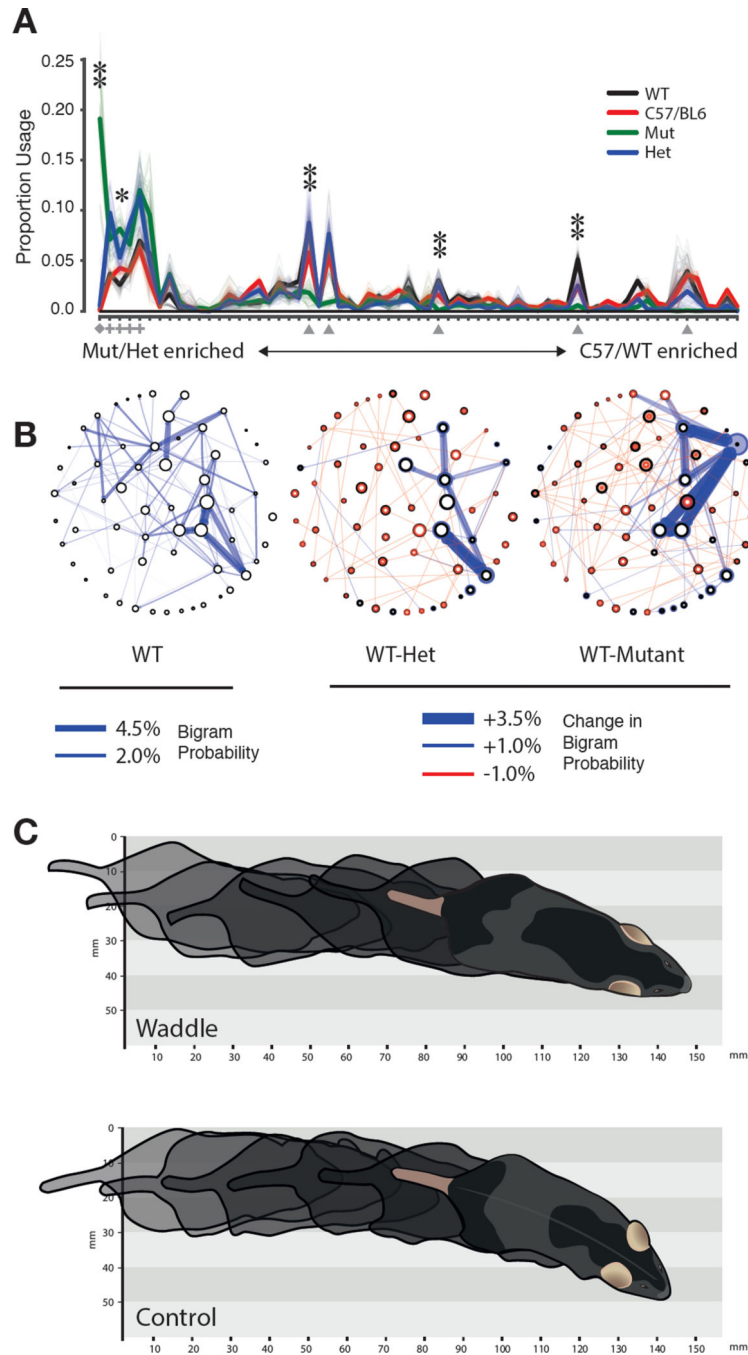 A
0.25
0.20
0.15
0.10
0.05
0.0
Proportion Usage
** * ** ** **
WT
C57/BL6
Mut
Het
Mut/Het enriched
C57/WT enriched
B
WT
WT-Het
WT-Mutant
4.5%
2.0%
Bigram
Probability
+3.5%
+1.0%
-1.0%
Change in
Bigram
Probability
C
0
10
20
30
40
50
mm
Waddle
10 20 30 40 50 60 70 80 90 100 110 120 130 140 150 mm
0
10
20
30
40
50
mm
Control
10 20 30 40 50 60 70 80 90 100 110 120 130 140 150 mm